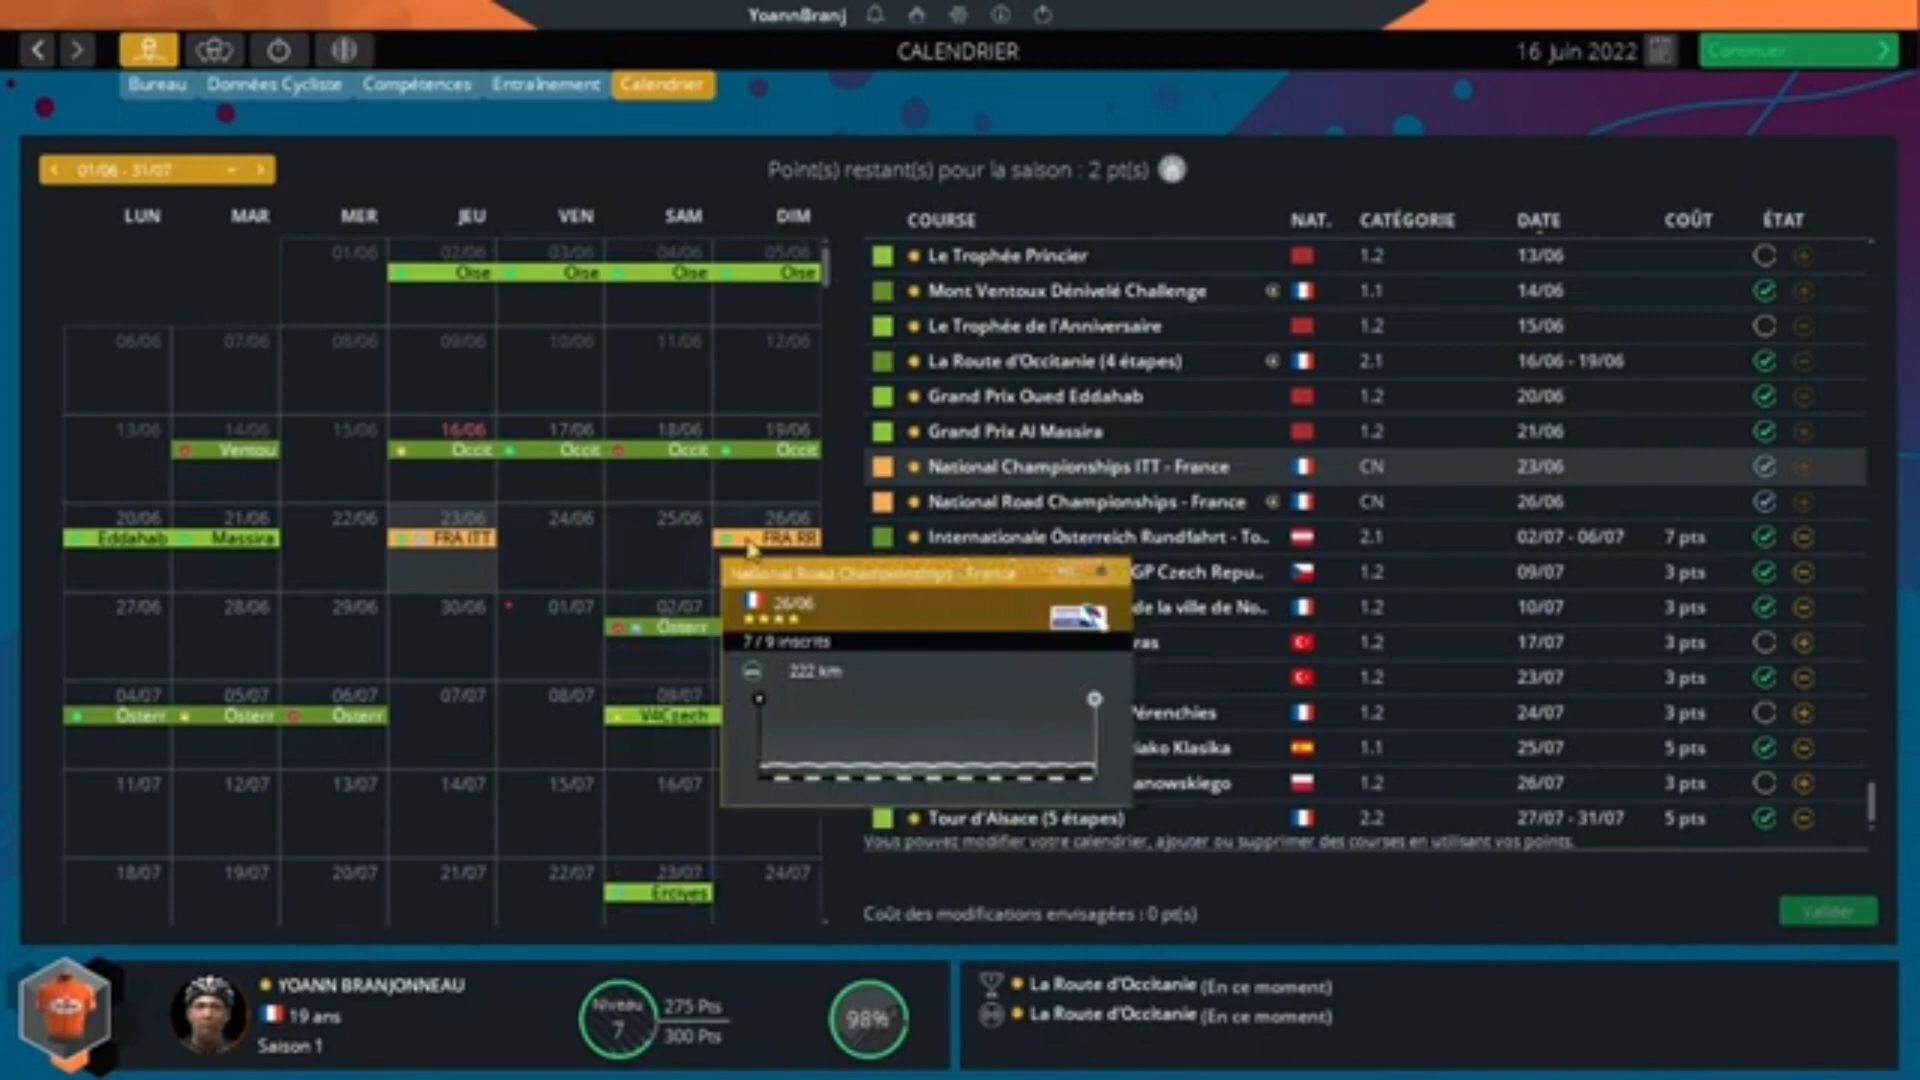 YoannBranj
CALENDRIER
16 Juin 2022
Continuer
Bureau
Données Cycliste
Compétences
Entraînement
Calendrier
01/06 - 31/07
Point(s) restant(s) pour la saison : 2 pt(s)
LUN MAR MER JEU VEN SAM DIM
01/06 02/06 03/06 04/06 05/06
Oise Oise Oise Oise
06/06 07/06 08/06 09/06 10/06 11/06 12/06
13/06 14/06 15/06 16/06 17/06 18/06 19/06
Ventou Occit Occit Occit Occit
20/06 21/06 22/06 23/06 24/06 25/06 26/06
Eddahab Massira FRA ITT FRA RR
27/06 28/06 29/06 30/06 01/07 02/07
Österr
04/07 05/07 06/07 07/07 08/07 09/07
Österr Österr Österr V4Czech
11/07 12/07 13/07 14/07 15/07 16/07
18/07 19/07 20/07 21/07 22/07 23/07 24/07
Erciyes
COURSE NAT. CATÉGORIE DATE COÛT ÉTAT
Le Trophée Princier 1.2 13/06
Mont Ventoux Dénivelé Challenge 1.1 14/06
Le Trophée de l'Anniversaire 1.2 15/06
La Route d'Occitanie (4 étapes) 2.1 16/06 - 19/06
Grand Prix Oued Eddahab 1.2 20/06
Grand Prix Al Massira 1.2 21/06
National Championships ITT - France CN 23/06
National Road Championships - France CN 26/06
Internationale Österreich Rundfahrt - To... 2.1 02/07 - 06/07 7 pts
GP Czech Repu... 1.2 09/07 3 pts
de la ville de No... 1.2 10/07 3 pts
ras 1.2 17/07 3 pts
1.2 23/07 3 pts
Pérenchies 1.2 24/07 3 pts
iako Klasika 1.1 25/07 5 pts
anowskiego 1.2 26/07 3 pts
Tour d'Alsace (5 étapes) 2.2 27/07 - 31/07 5 pts
National Road Championships - France
26/06
7 / 9 inscrits
222 km
Vous pouvez modifier votre calendrier, ajouter ou supprimer des courses en utilisant vos points.
Coût des modifications envisagées : 0 pt(s)
Valider
YOANN BRANJONNEAU
19 ans
Saison 1
Niveau
7
275 Pts
300 Pts
98%
La Route d'Occitanie (En ce moment)
La Route d'Occitanie (En ce moment)